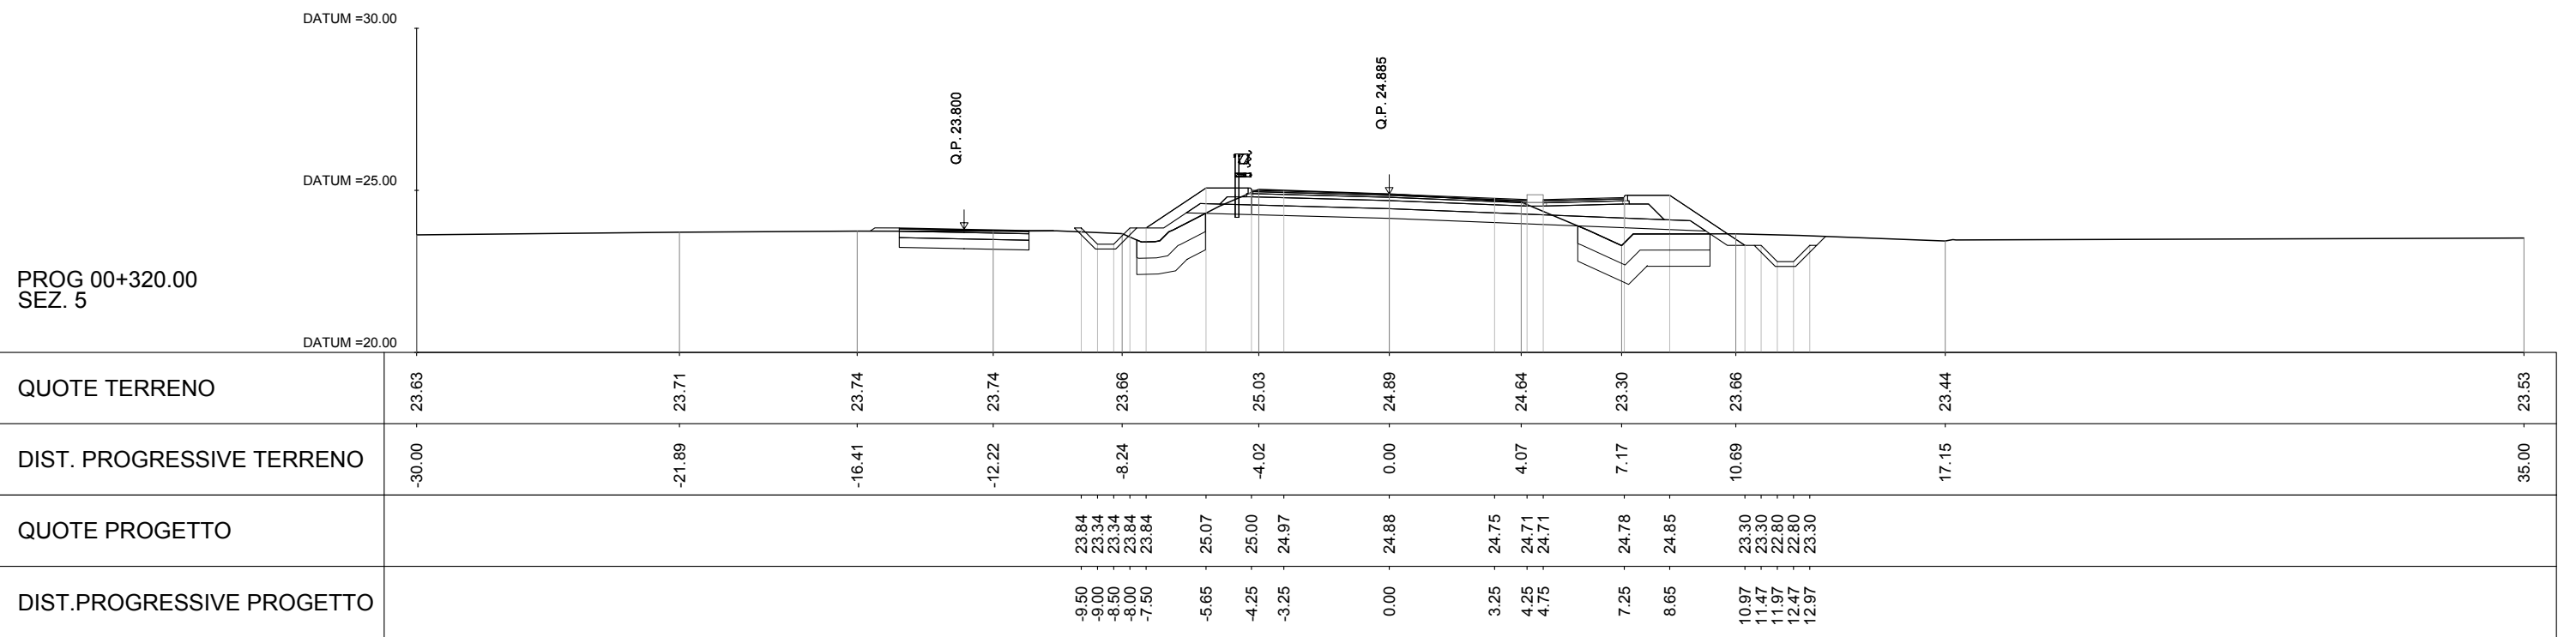 DATUM =30.00
Q.P. 24.885
Q.P. 23.800
DATUM =25.00
PROG 00+320.00
SEZ. 5
DATUM =20.00
QUOTE TERRENO 23.63 23.71 23.74 23.74 23.66 25.03 24.89 24.64 23.30 23.66 23.44 23.53
DIST. PROGRESSIVE TERRENO -30.00 -21.89 -16.41 -12.22 -8.24 -4.02 0.00 4.07 7.17 10.69 17.15 35.00
QUOTE PROGETTO 23.84 23.34 23.34 23.84 23.84 25.07 25.00 24.97 24.88 24.75 24.71 24.71 24.78 24.85 23.30 23.30 22.80 22.80 23.30
DIST.PROGRESSIVE PROGETTO -9.50 -9.00 -8.50 -8.00 -7.50 -5.65 -4.25 -3.25 0.00 3.25 4.25 4.75 7.25 8.65 10.97 11.47 11.97 12.47 12.97